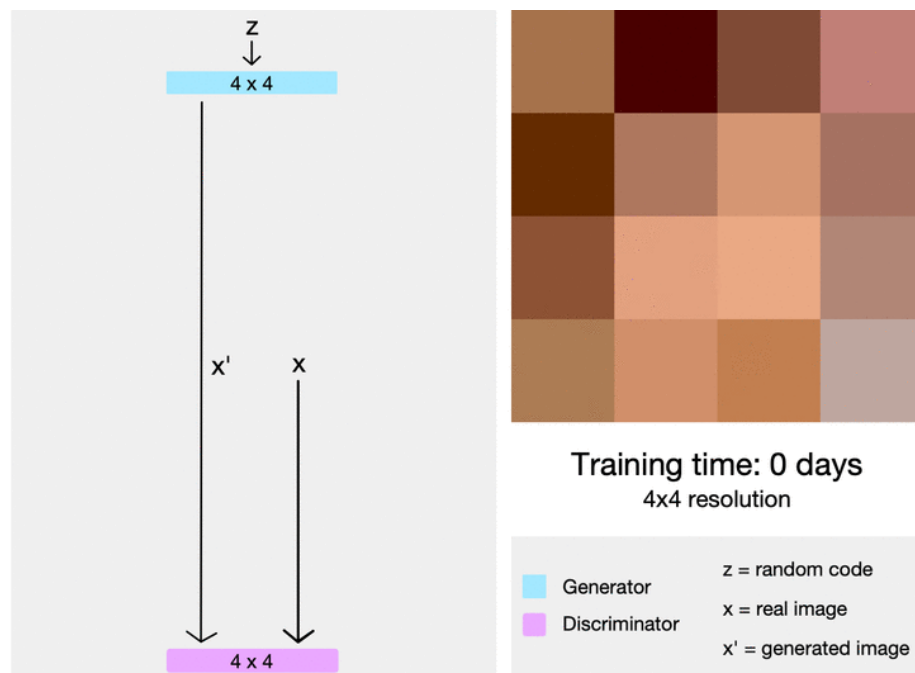 z
4 x 4
x'
x
4 x 4
Training time: 0 days
4x4 resolution
Generator
Discriminator
z = random code
x = real image
x' = generated image